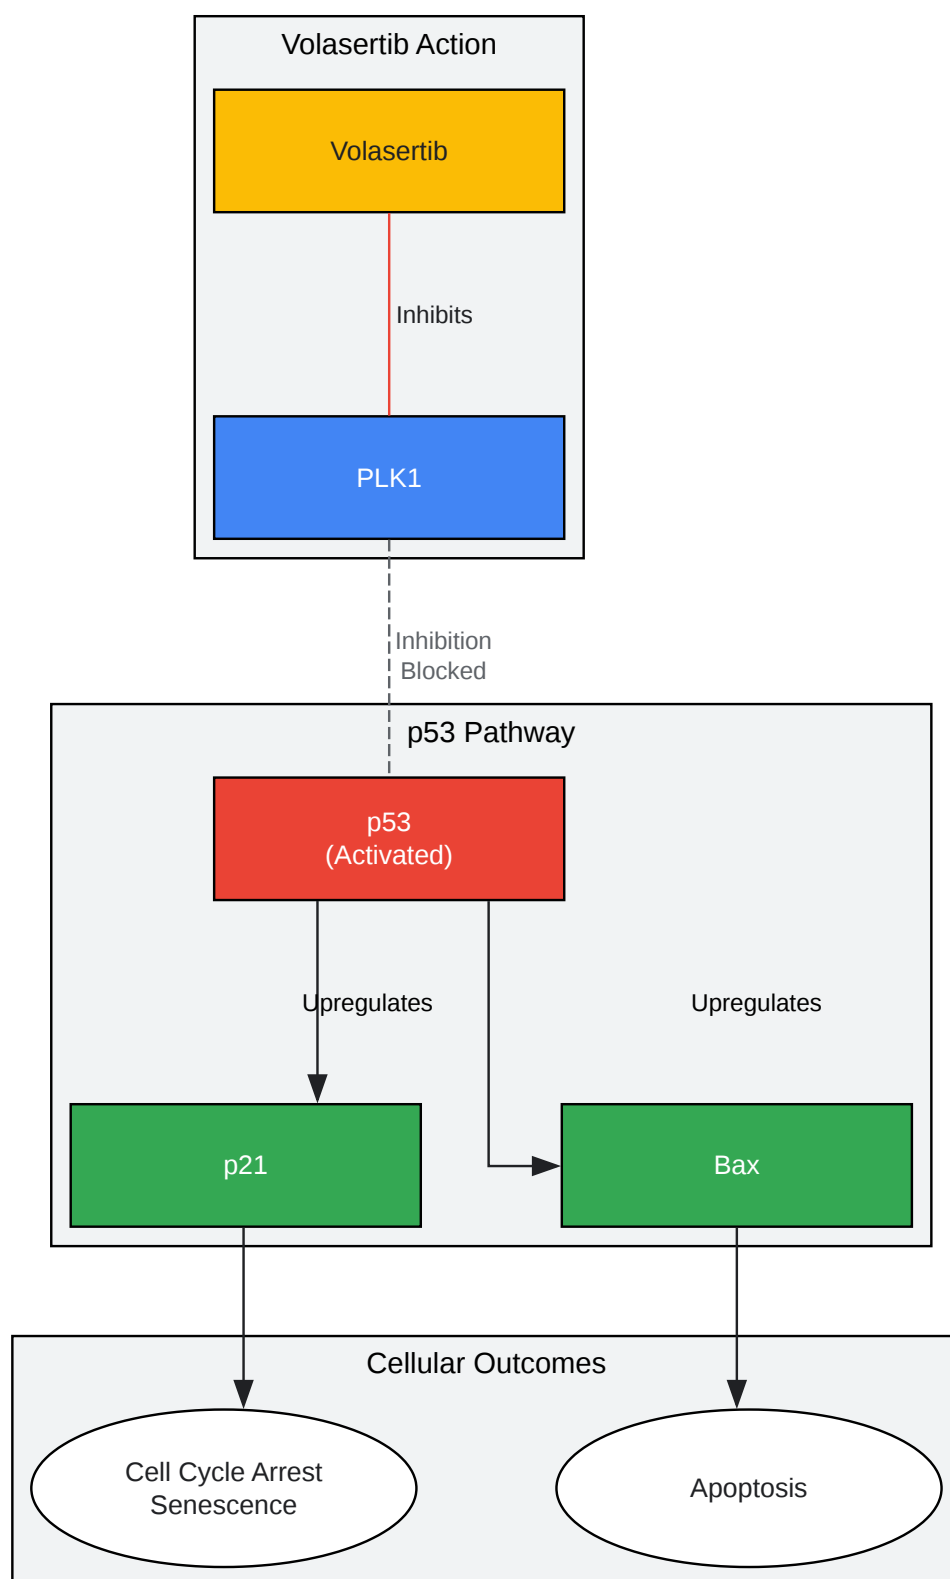 Volasertib Action
Volasertib
Inhibits
PLK1
Inhibition
Blocked
p53 Pathway
p53
(Activated)
Upregulates
Upregulates
p21
Bax
Cellular Outcomes
Cell Cycle Arrest
Senescence
Apoptosis